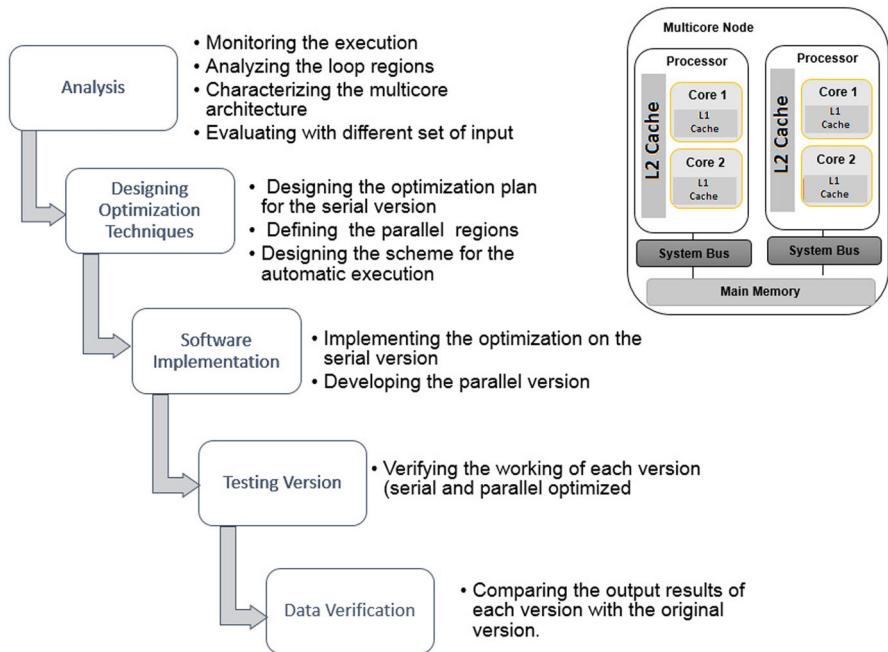 Analysis
• Monitoring the execution
• Analyzing the loop regions
• Characterizing the multicore
architecture
• Evaluating with different set of input
Designing
Optimization
Techniques
• Designing the optimization plan
for the serial version
• Defining the parallel regions
• Designing the scheme for the
automatic execution
Software
Implementation
• Implementing the optimization on the
serial version
• Developing the parallel version
Testing Version
• Verifying the working of each version
(serial and parallel optimized
Data Verification
• Comparing the output results of
each version with the original
version.
Multicore Node
Processor
L2 Cache
Core 1
L1
Cache
Core 2
L1
Cache
System Bus
Processor
L2 Cache
Core 1
L1
Cache
Core 2
L1
Cache
System Bus
Main Memory